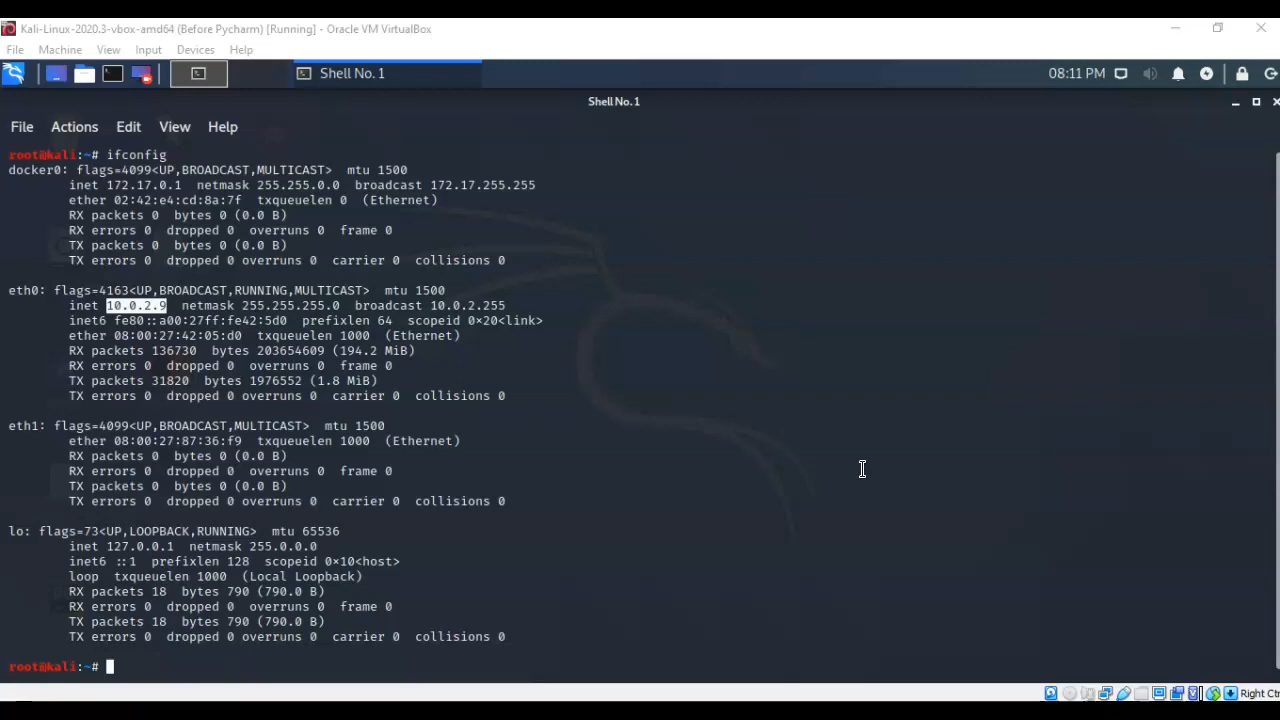 Kali-Linux-2020.3-vbox-amd64 (Before Pycharm) [Running] - Oracle VM VirtualBox
File Machine View Input Devices Help
Shell No. 1
08:11 PM
Shell No. 1
File Actions Edit View Help
root@kali:~# ifconfig
docker0: flags=4099<UP,BROADCAST,MULTICAST>  mtu 1500
        inet 172.17.0.1  netmask 255.255.0.0  broadcast 172.17.255.255
        ether 02:42:e4:cd:8a:7f  txqueuelen 0  (Ethernet)
        RX packets 0  bytes 0 (0.0 B)
        RX errors 0  dropped 0  overruns 0  frame 0
        TX packets 0  bytes 0 (0.0 B)
        TX errors 0  dropped 0 overruns 0  carrier 0  collisions 0
eth0: flags=4163<UP,BROADCAST,RUNNING,MULTICAST>  mtu 1500
        inet 10.0.2.9  netmask 255.255.255.0  broadcast 10.0.2.255
        inet6 fe80::a00:27ff:fe42:5d0  prefixlen 64  scopeid 0×20<link>
        ether 08:00:27:42:05:d0  txqueuelen 1000  (Ethernet)
        RX packets 136730  bytes 203654609 (194.2 MiB)
        RX errors 0  dropped 0  overruns 0  frame 0
        TX packets 31820  bytes 1976552 (1.8 MiB)
        TX errors 0  dropped 0 overruns 0  carrier 0  collisions 0
eth1: flags=4099<UP,BROADCAST,MULTICAST>  mtu 1500
        ether 08:00:27:87:36:f9  txqueuelen 1000  (Ethernet)
        RX packets 0  bytes 0 (0.0 B)
        RX errors 0  dropped 0  overruns 0  frame 0
        TX packets 0  bytes 0 (0.0 B)
        TX errors 0  dropped 0 overruns 0  carrier 0  collisions 0
lo: flags=73<UP,LOOPBACK,RUNNING>  mtu 65536
        inet 127.0.0.1  netmask 255.0.0.0
        inet6 ::1  prefixlen 128  scopeid 0×10<host>
        loop  txqueuelen 1000  (Local Loopback)
        RX packets 18  bytes 790 (790.0 B)
        RX errors 0  dropped 0  overruns 0  frame 0
        TX packets 18  bytes 790 (790.0 B)
        TX errors 0  dropped 0 overruns 0  carrier 0  collisions 0
root@kali:~#
Right Ctr